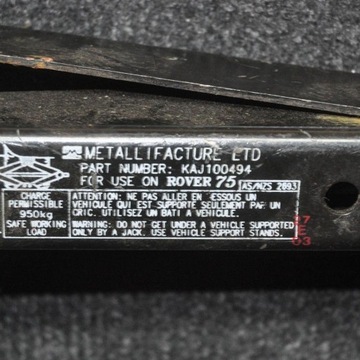 METALLIFACTURE LTD
PART NUMBER: KAJ100494
FOR USE ON ROVER 75 AS/NZS 2693
CHARGE PERMISSIBLE 950kg SAFE WORKING LOAD
ATTENTION: NE PAS ALLER EN DESSOUS UN
VEHICULE QUI EST SUPPORTE SEULEMENT PAR UN
CRIC. UTILISEZ UN BATI A VEHICULE.
WARNING: DO NOT GET UNDER A VEHICLE SUPPORTED
ONLY BY A JACK. USE VEHICLE SUPPORT STANDS.